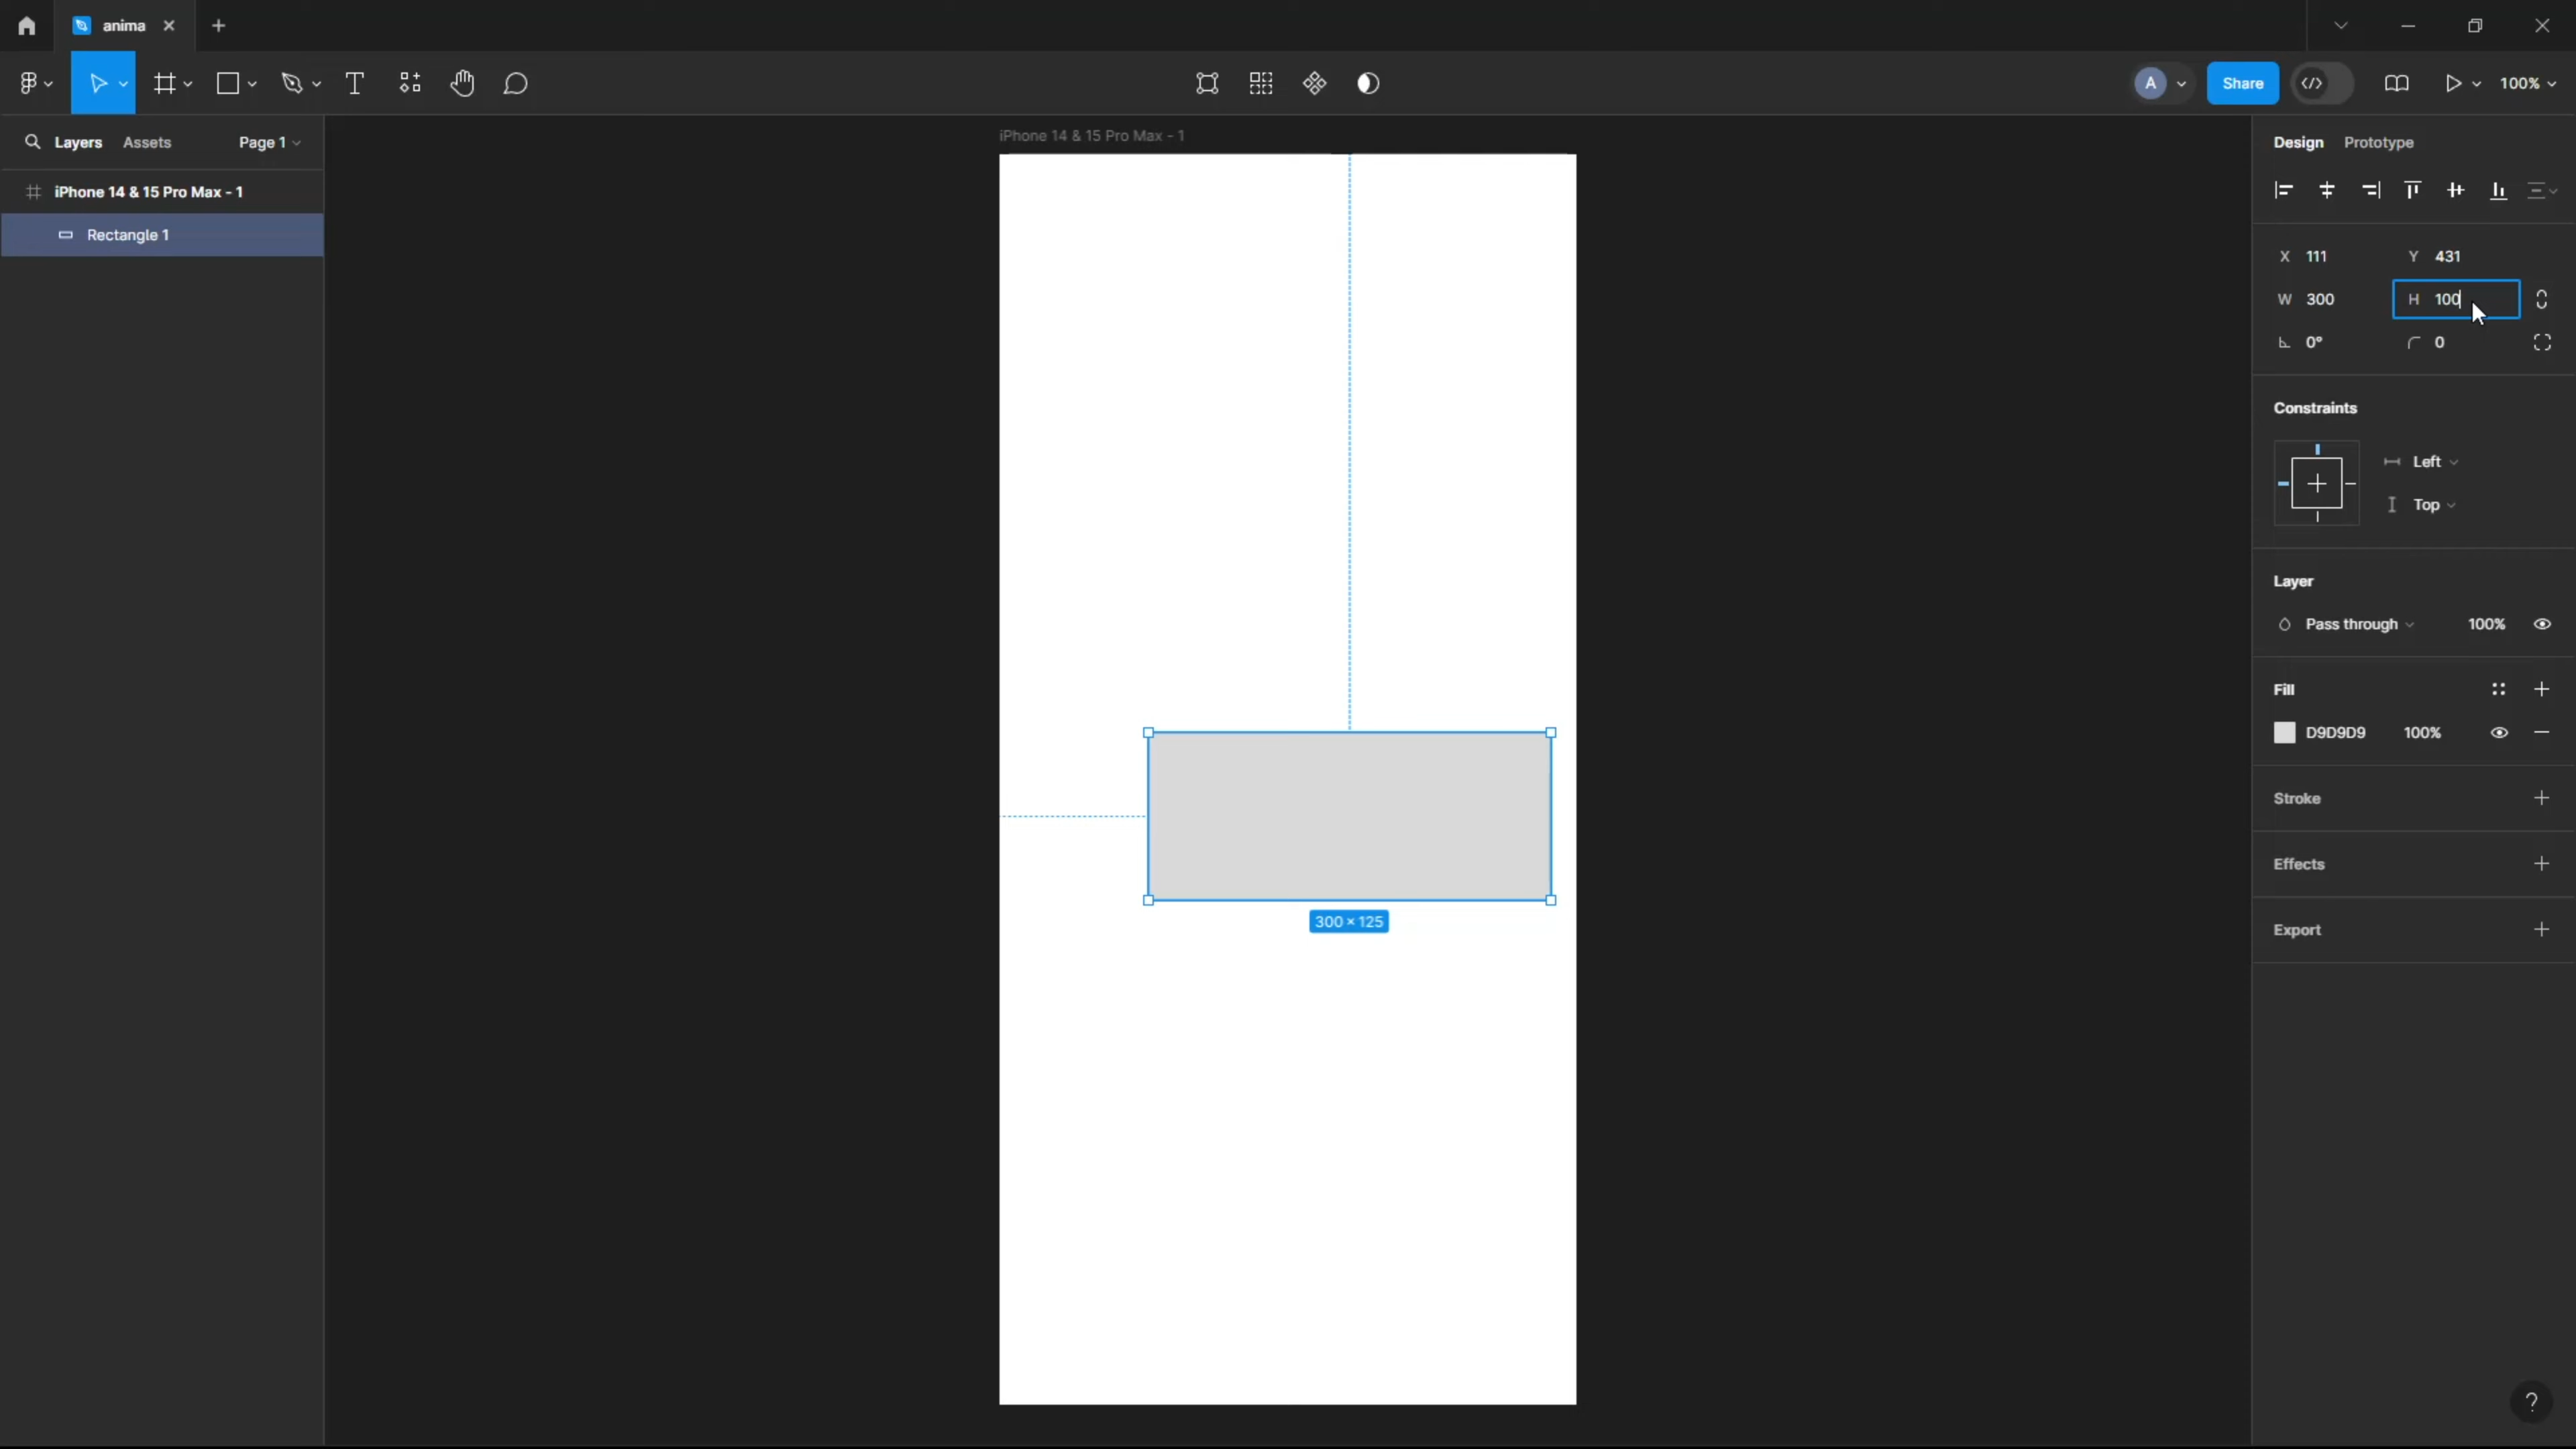 anima
Share
A
100%
Layers
Assets
Page 1
iPhone 14 & 15 Pro Max - 1
Rectangle 1
iPhone 14 & 15 Pro Max - 1
300 × 125
Design
Prototype
X 111
Y 431
W 300
H 100
0°
0
Constraints
Left
Top
Layer
Pass through
100%
Fill
D9D9D9
100%
Stroke
Effects
Export
?